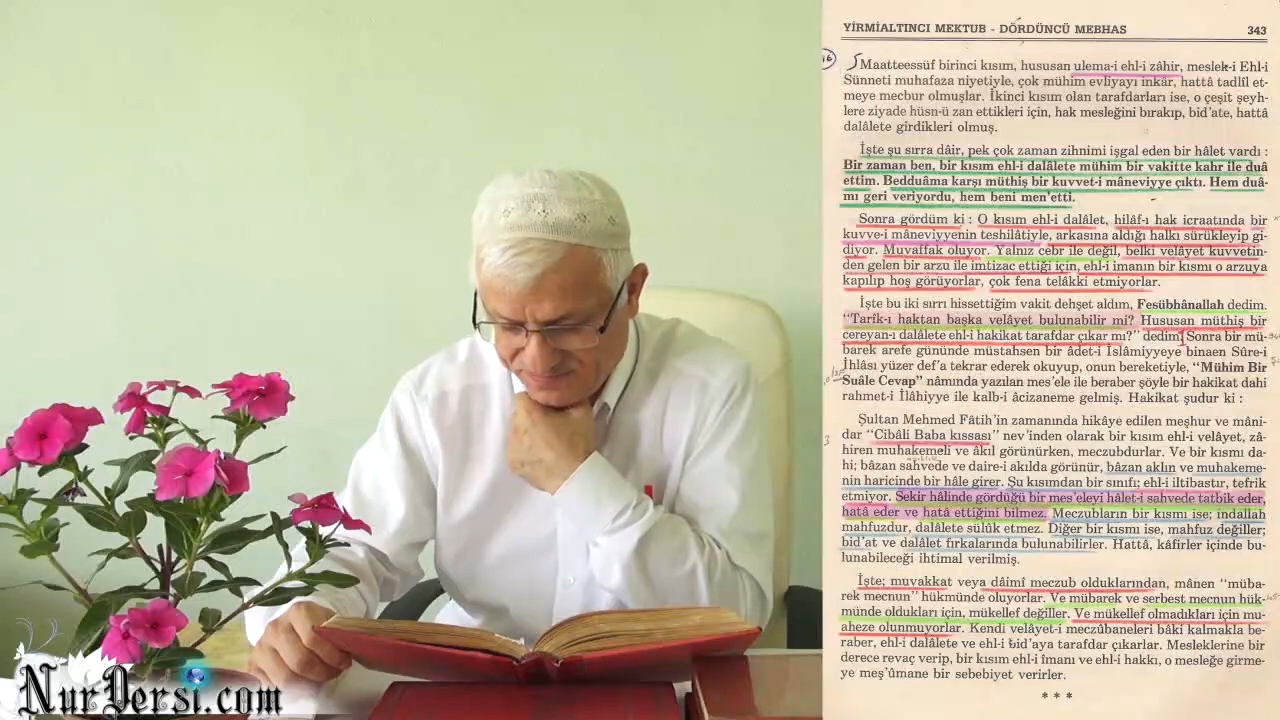 YİRMİALTINCI MEKTUB - DÖRDÜNCÜ MEBHAS 343
Maatteessüf birinci kısım, hususan ulema-i ehl-i zâhir, meslek-i Ehl-i
Sünneti muhafaza niyetiyle, çok mühim evliyayı inkâr, hattâ tadlîl et-
meye mecbur olmuşlar. İkinci kısım olan tarafdarları ise, o çeşit şeyh-
lere ziyade hüsn-ü zan ettikleri için, hak mesleğini bırakıp, bid'ate, hattâ
dalâlete girdikleri olmuş.
İşte şu sırra dâir, pek çok zaman zihnimi işgal eden bir hâlet vardı :
Bir zaman ben, bir kısım ehl-i dalâlete mühim bir vakitte kahr ile duâ
ettim. Bedduâma karşı müthiş bir kuvvet-i mâneviyye çıktı. Hem duâ-
mı geri veriyordu, hem beni men'etti.
Sonra gördüm ki : O kısım ehl-i dalâlet, hilâf-ı hak icraatında bir
kuvve-i mâneviyyenin teshilâtiyle, arkasına aldığı halkı sürükleyip gi-
diyor. Muvaffak oluyor. Yalnız cebr ile değil, belki velâyet kuvvetin-
den gelen bir arzu ile imtizac ettiği için, ehl-i imanın bir kısmı o arzuya
kapılıp hoş görüyorlar, çok fena telâkki etmiyorlar.
İşte bu iki sırrı hissettiğim vakit dehşet aldım, Fesübhânallah dedim.
"Tarîk-ı haktan başka velâyet bulunabilir mi? Hususan müthiş bir
cereyan-ı dalâlete ehl-i hakikat tarafdar çıkar mı?" dedim. Sonra bir mü-
barek arefe gününde müstahsen bir âdet-i İslâmiyyeye binaen Sûre-i
İhlâsı yüzer def'a tekrar ederek okuyup, onun bereketiyle, "Mühim Bir
Suâle Cevap" nâmında yazılan mes'ele ile beraber şöyle bir hakikat dahi
rahmet-i İlâhiyye ile kalb-i âcizaneme gelmiş. Hakikat şudur ki :
Şultan Mehmed Fâtih'in zamanında hikâye edilen meşhur ve mâni-
dar "Cibâli Baba kıssası" nev'inden olarak bir kısım ehl-i velâyet, zâ-
hiren muhakemeli ve âkıl görünürken, meczubdurlar. Ve bir kısmı da-
hi; bâzan sahvede ve daire-i akılda görünür, bâzan aklın ve muhakeme-
nin haricinde bir hâle girer. Şu kısımdan bir sınıfı; ehl-i iltibastır, tefrik
etmiyor. Sekir hâlinde gördüğü bir mes'eleyi hâlet-i sahvede tatbik eder,
hatâ eder ve hatâ ettiğini bilmez. Meczubların bir kısmı ise; indallah
mahfuzdur, dalâlete sülûk etmez. Diğer bir kısmı ise, mahfuz değiller;
bid'at ve dalâlet fırkalarında bulunabilirler. Hattâ, kâfirler içinde bu-
lunabileceği ihtimal verilmiş.
İşte; muvakkat veya dâimî meczub olduklarından, mânen "müba-
rek mecnun" hükmünde oluyorlar. Ve mübarek ve serbest mecnun hük-
münde oldukları için, mükellef değiller. Ve mükellef olmadıkları için mu-
aheze olunmuyorlar. Kendi velâyet-i meczûbaneleri bâki kalmakla be-
raber, ehl-i dalâlete ve ehl-i bid'aya tarafdar çıkarlar. Mesleklerine bir
derece revaç verip, bir kısım ehl-i îmanı ve ehl-i hakkı, o mesleğe girme-
ye meş'ûmane bir sebebiyet verirler.
* * *
NurDersi.com